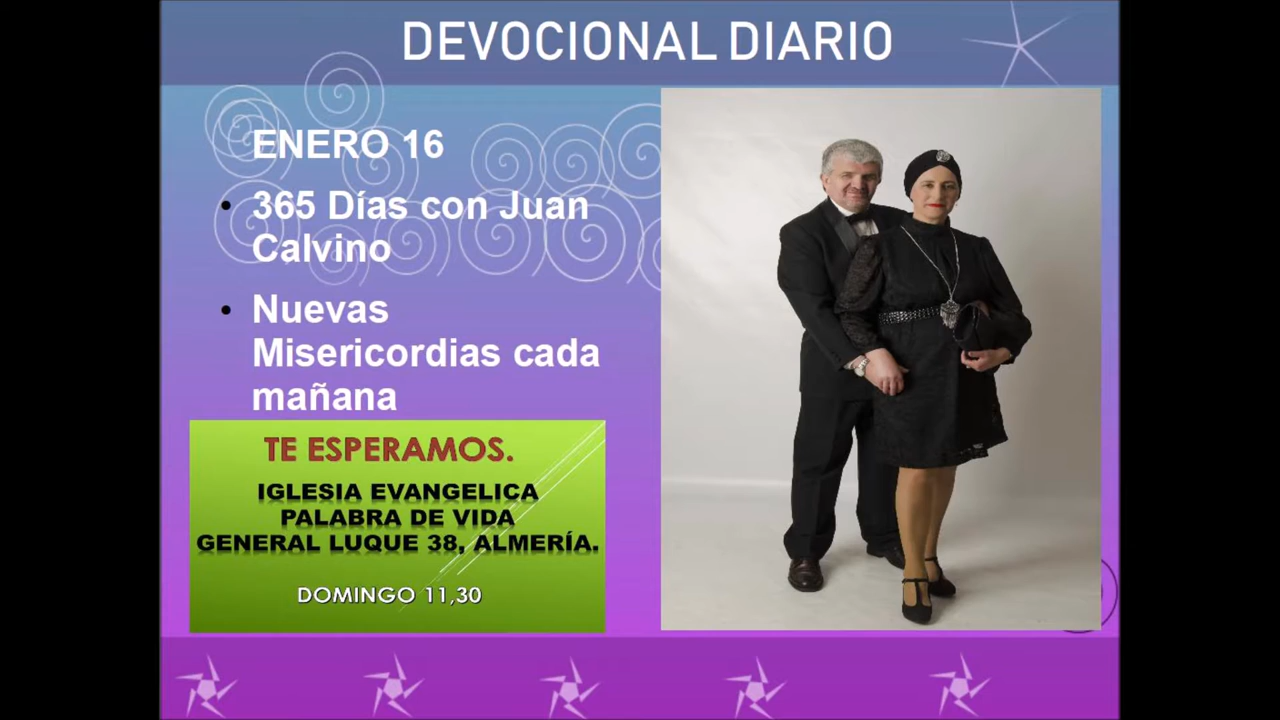 DEVOCIONAL DIARIO
ENERO 16
• 365 Días con Juan
Calvino
• Nuevas
Misericordias cada
mañana
TE ESPERAMOS.
IGLESIA EVANGELICA
PALABRA DE VIDA
GENERAL LUQUE 38, ALMERÍA.
DOMINGO 11,30